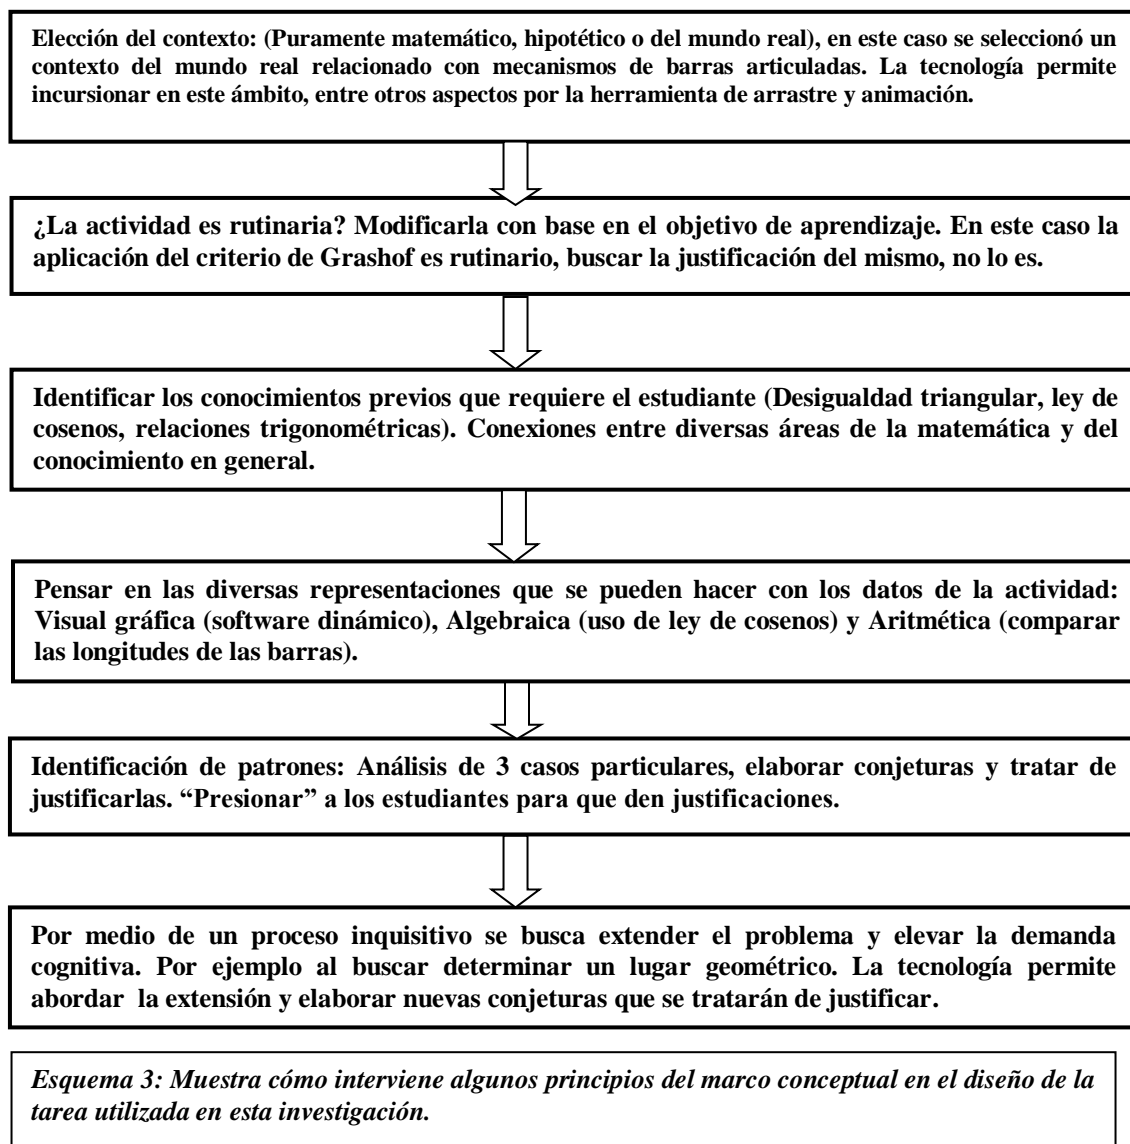 Elección del contexto: (Puramente matemático, hipotético o del mundo real), en este caso se seleccionó un
contexto del mundo real relacionado con mecanismos de barras articuladas. La tecnología permite
incursionar en este ámbito, entre otros aspectos por la herramienta de arrastre y animación.
¿La actividad es rutinaria? Modificarla con base en el objetivo de aprendizaje. En este caso la
aplicación del criterio de Grashof es rutinario, buscar la justificación del mismo, no lo es.
Identificar los conocimientos previos que requiere el estudiante (Desigualdad triangular, ley de
cosenos, relaciones trigonométricas). Conexiones entre diversas áreas de la matemática y del
conocimiento en general.
Pensar en las diversas representaciones que se pueden hacer con los datos de la actividad:
Visual gráfica (software dinámico), Algebraica (uso de ley de cosenos) y Aritmética (comparar
las longitudes de las barras).
Identificación de patrones: Análisis de 3 casos particulares, elaborar conjeturas y tratar de
justificarlas. “Presionar” a los estudiantes para que den justificaciones.
Por medio de un proceso inquisitivo se busca extender el problema y elevar la demanda
cognitiva. Por ejemplo al buscar determinar un lugar geométrico. La tecnología permite
abordar la extensión y elaborar nuevas conjeturas que se tratarán de justificar.
Esquema 3: Muestra cómo interviene algunos principios del marco conceptual en el diseño de la
tarea utilizada en esta investigación.